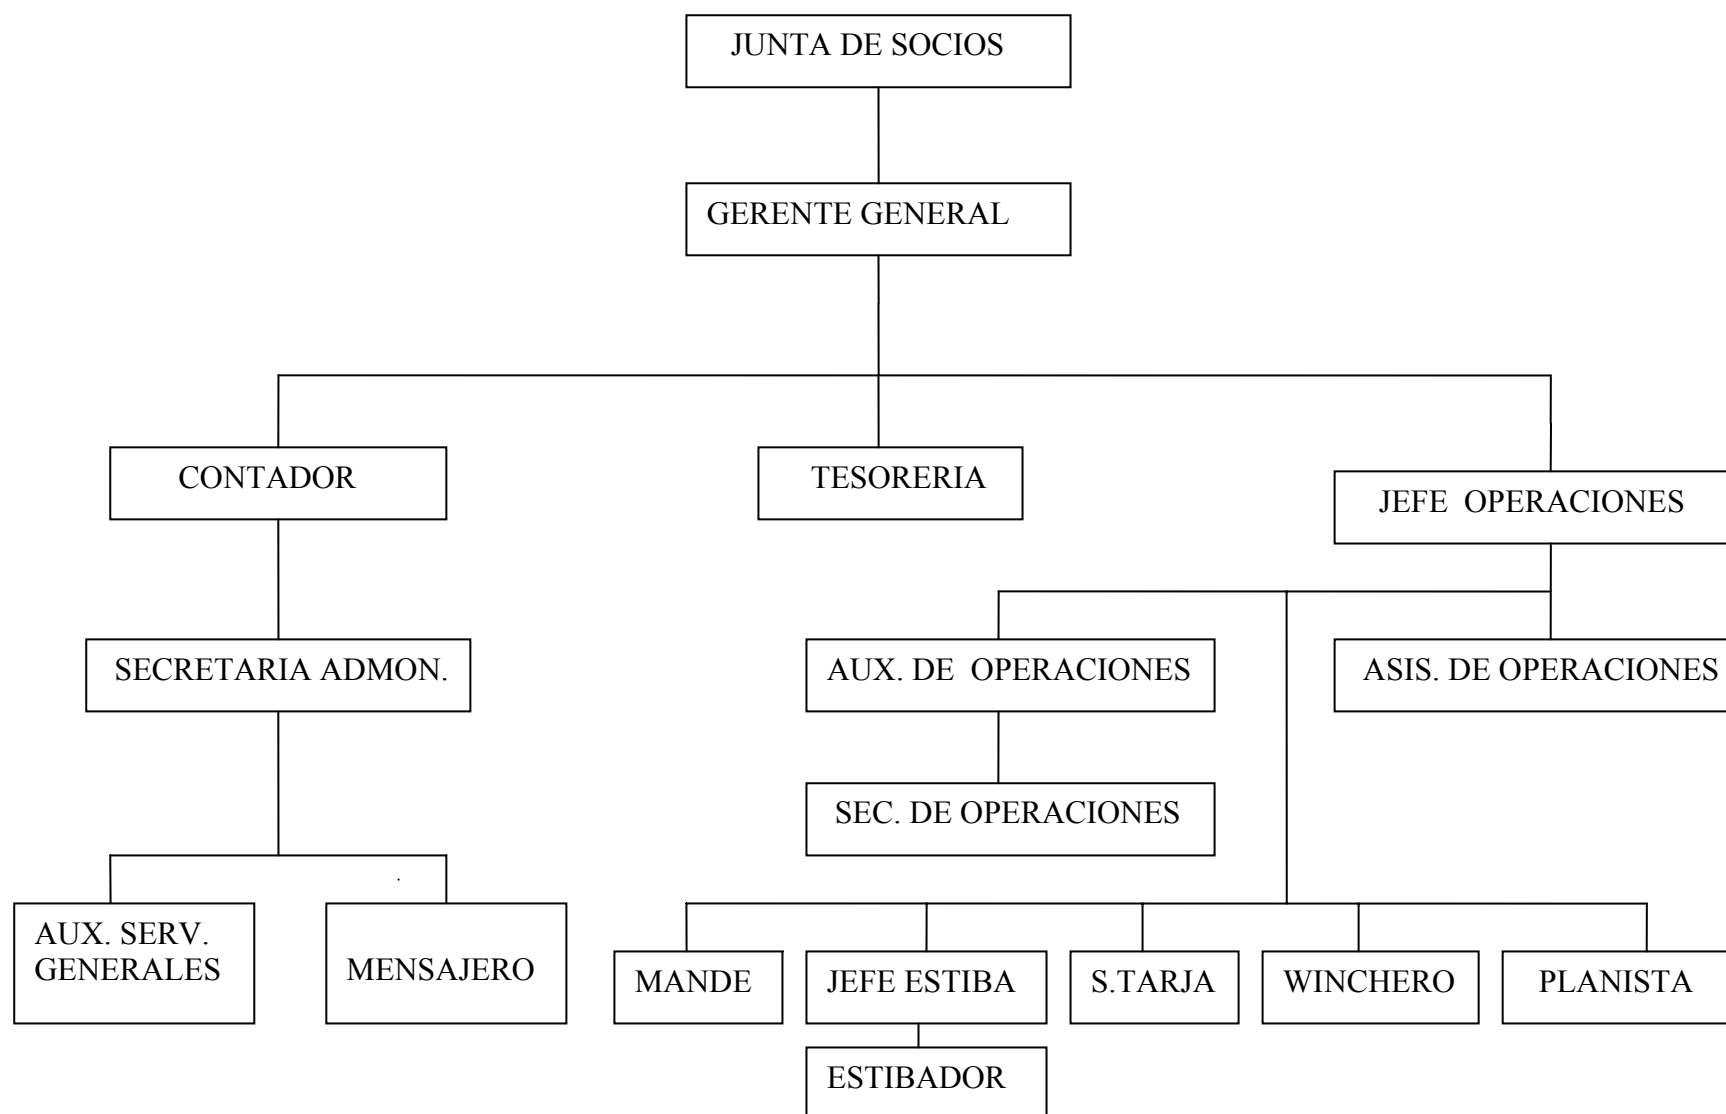 JUNTA DE SOCIOS
GERENTE GENERAL
CONTADOR
TESORERIA
JEFE OPERACIONES
SECRETARIA ADMON.
AUX. DE OPERACIONES
ASIS. DE OPERACIONES
SEC. DE OPERACIONES
AUX. SERV.
GENERALES
MENSAJERO
MANDE
JEFE ESTIBA
S.TARJA
WINCHERO
PLANISTA
ESTIBADOR